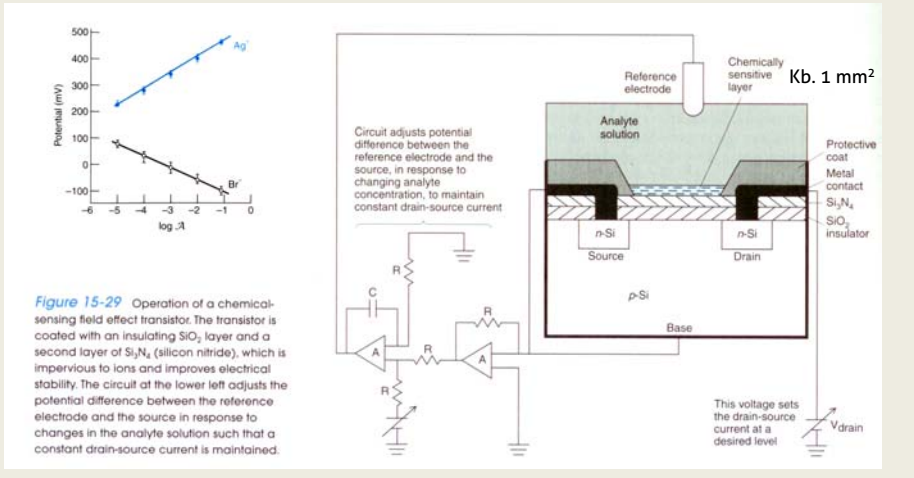 500
400
300
200
100
0
−100
Potential (mV)
−6 −5 −4 −3 −2 −1 0
log 𝒜
Ag⁺
Br⁻
Figure 15-29 Operation of a chemical-
sensing field effect transistor. The transistor is
coated with an insulating SiO₂ layer and a
second layer of Si₃N₄ (silicon nitride), which is
impervious to ions and improves electrical
stability. The circuit at the lower left adjusts the
potential difference between the reference
electrode and the source in response to
changes in the analyte solution such that a
constant drain-source current is maintained.
Circuit adjusts potential
difference between the
reference electrode and the
source, in response to
changing analyte
concentration, to maintain
constant drain-source current
R
C
A
R
R
R
A
Reference
electrode
Chemically
sensitive
layer
Kb. 1 mm²
Analyte
solution
Protective
coat
Metal
contact
Si₃N₄
SiO₂
insulator
n-Si
Source
n-Si
Drain
p-Si
Base
This voltage sets
the drain-source
current at a
desired level
Vdrain